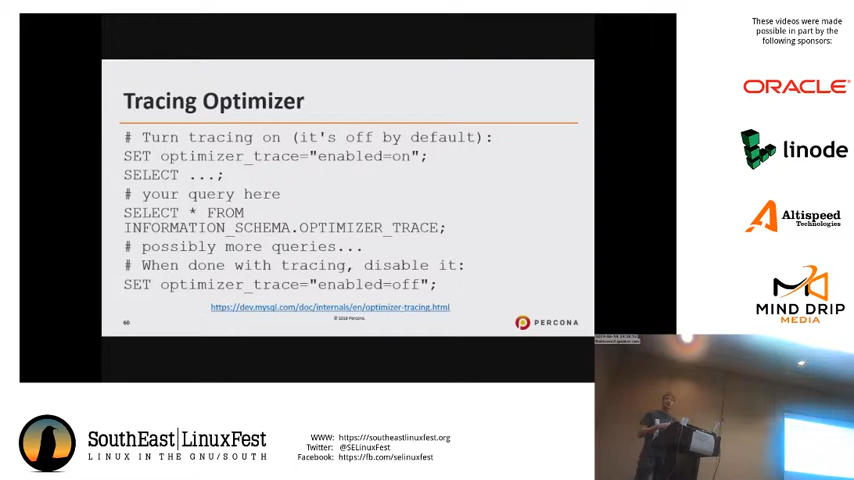 These videos were made
possible in part by the
following sponsors:
ORACLE
linode
Altispeed
Technologies
MIND DRIP
MEDIA
Tracing Optimizer
# Turn tracing on (it's off by default):
SET optimizer_trace="enabled=on";
SELECT ...;
# your query here
SELECT * FROM
INFORMATION_SCHEMA.OPTIMIZER_TRACE;
# possibly more queries...
# When done with tracing, disable it:
SET optimizer_trace="enabled=off";
https://dev.mysql.com/doc/internals/en/optimizer-tracing.html
60
PERCONA
SouthEast|LinuxFest
LINUX IN THE GNU/SOUTH
WWW: https://southeastlinuxfest.org
Twitter: @SELinuxFest
Facebook: https://fb.com/selinuxfest